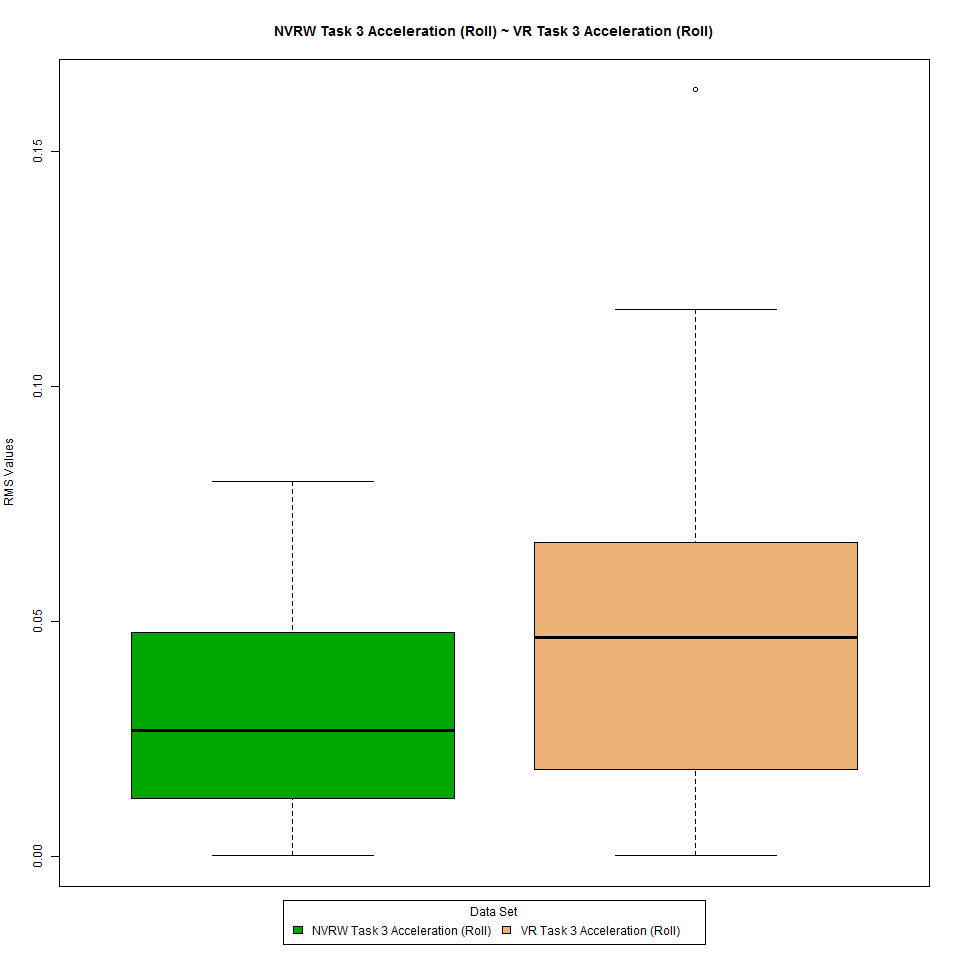 NVRW Task 3 Acceleration (Roll) ~ VR Task 3 Acceleration (Roll)
RMS Values
0.15
0.10
0.05
0.00
Data Set
NVRW Task 3 Acceleration (Roll) VR Task 3 Acceleration (Roll)